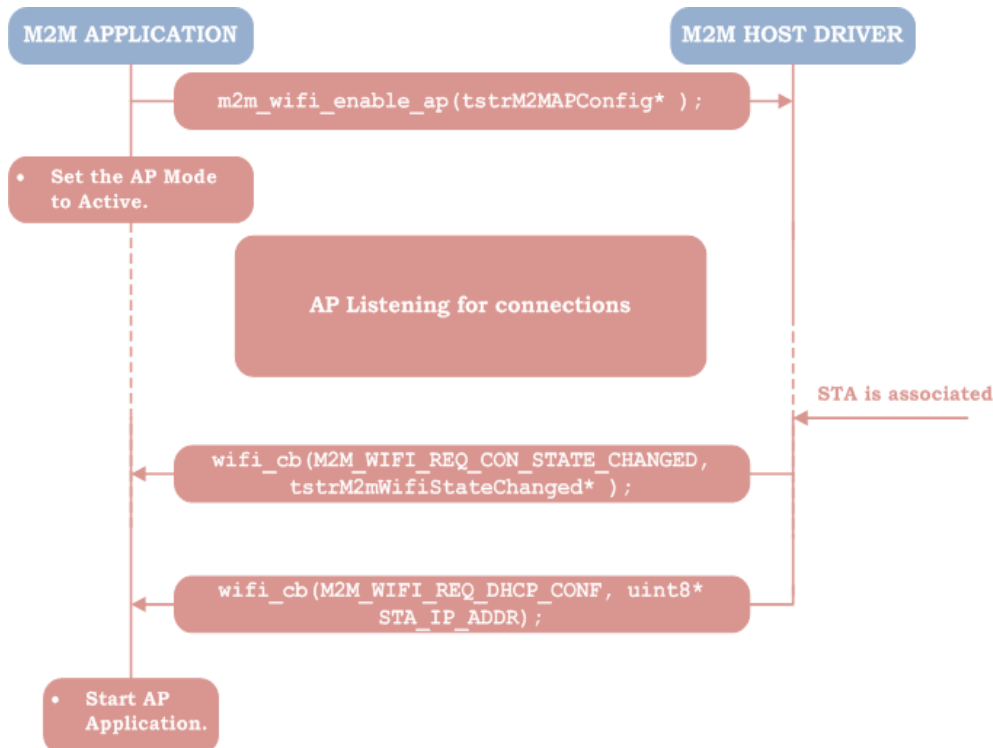 M2M APPLICATION
M2M HOST DRIVER
m2m_wifi_enable_ap(tstrM2MAPConfig* );
• Set the AP Mode
to Active.
AP Listening for connections
STA is associated
wifi_cb(M2M_WIFI_REQ_CON_STATE_CHANGED,
tstrM2mWifiStateChanged* );
wifi_cb(M2M_WIFI_REQ_DHCP_CONF, uint8*
STA_IP_ADDR);
• Start AP
Application.